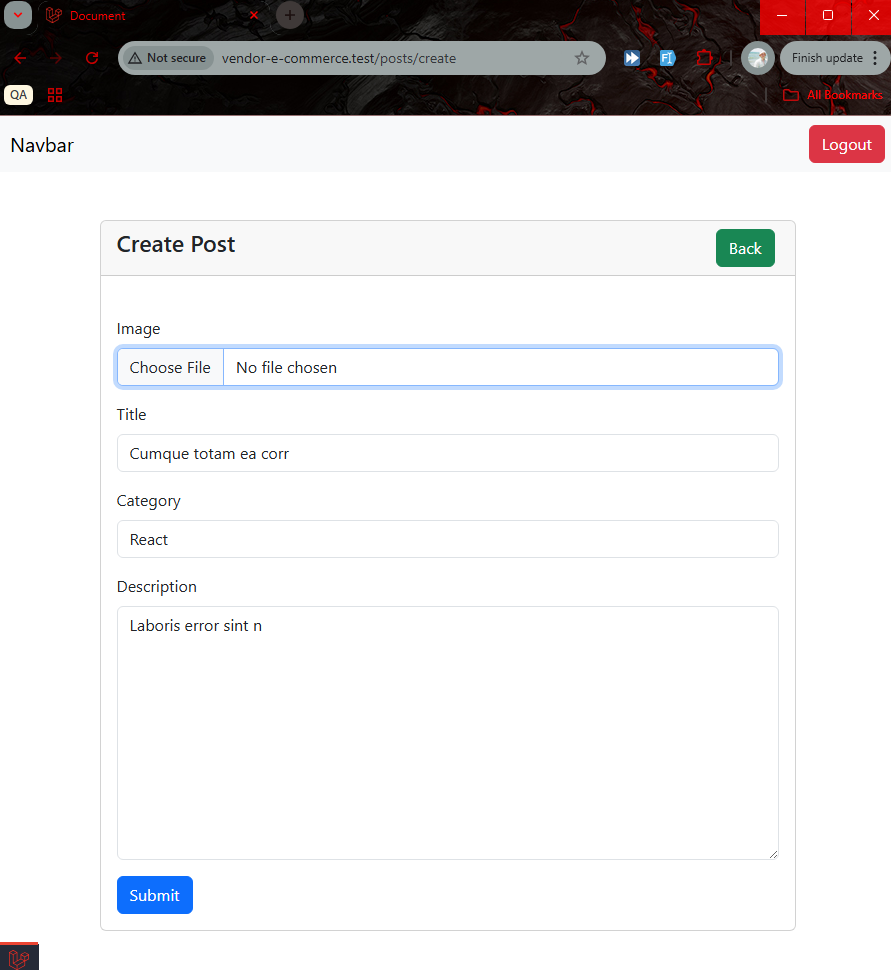 Document
Not secure
vendor-e-commerce.test/posts/create
Finish update
QA
All Bookmarks
Navbar
Logout
Create Post
Back
Image
Choose File
No file chosen
Title
Cumque totam ea corr
Category
React
Description
Laboris error sint n
Submit